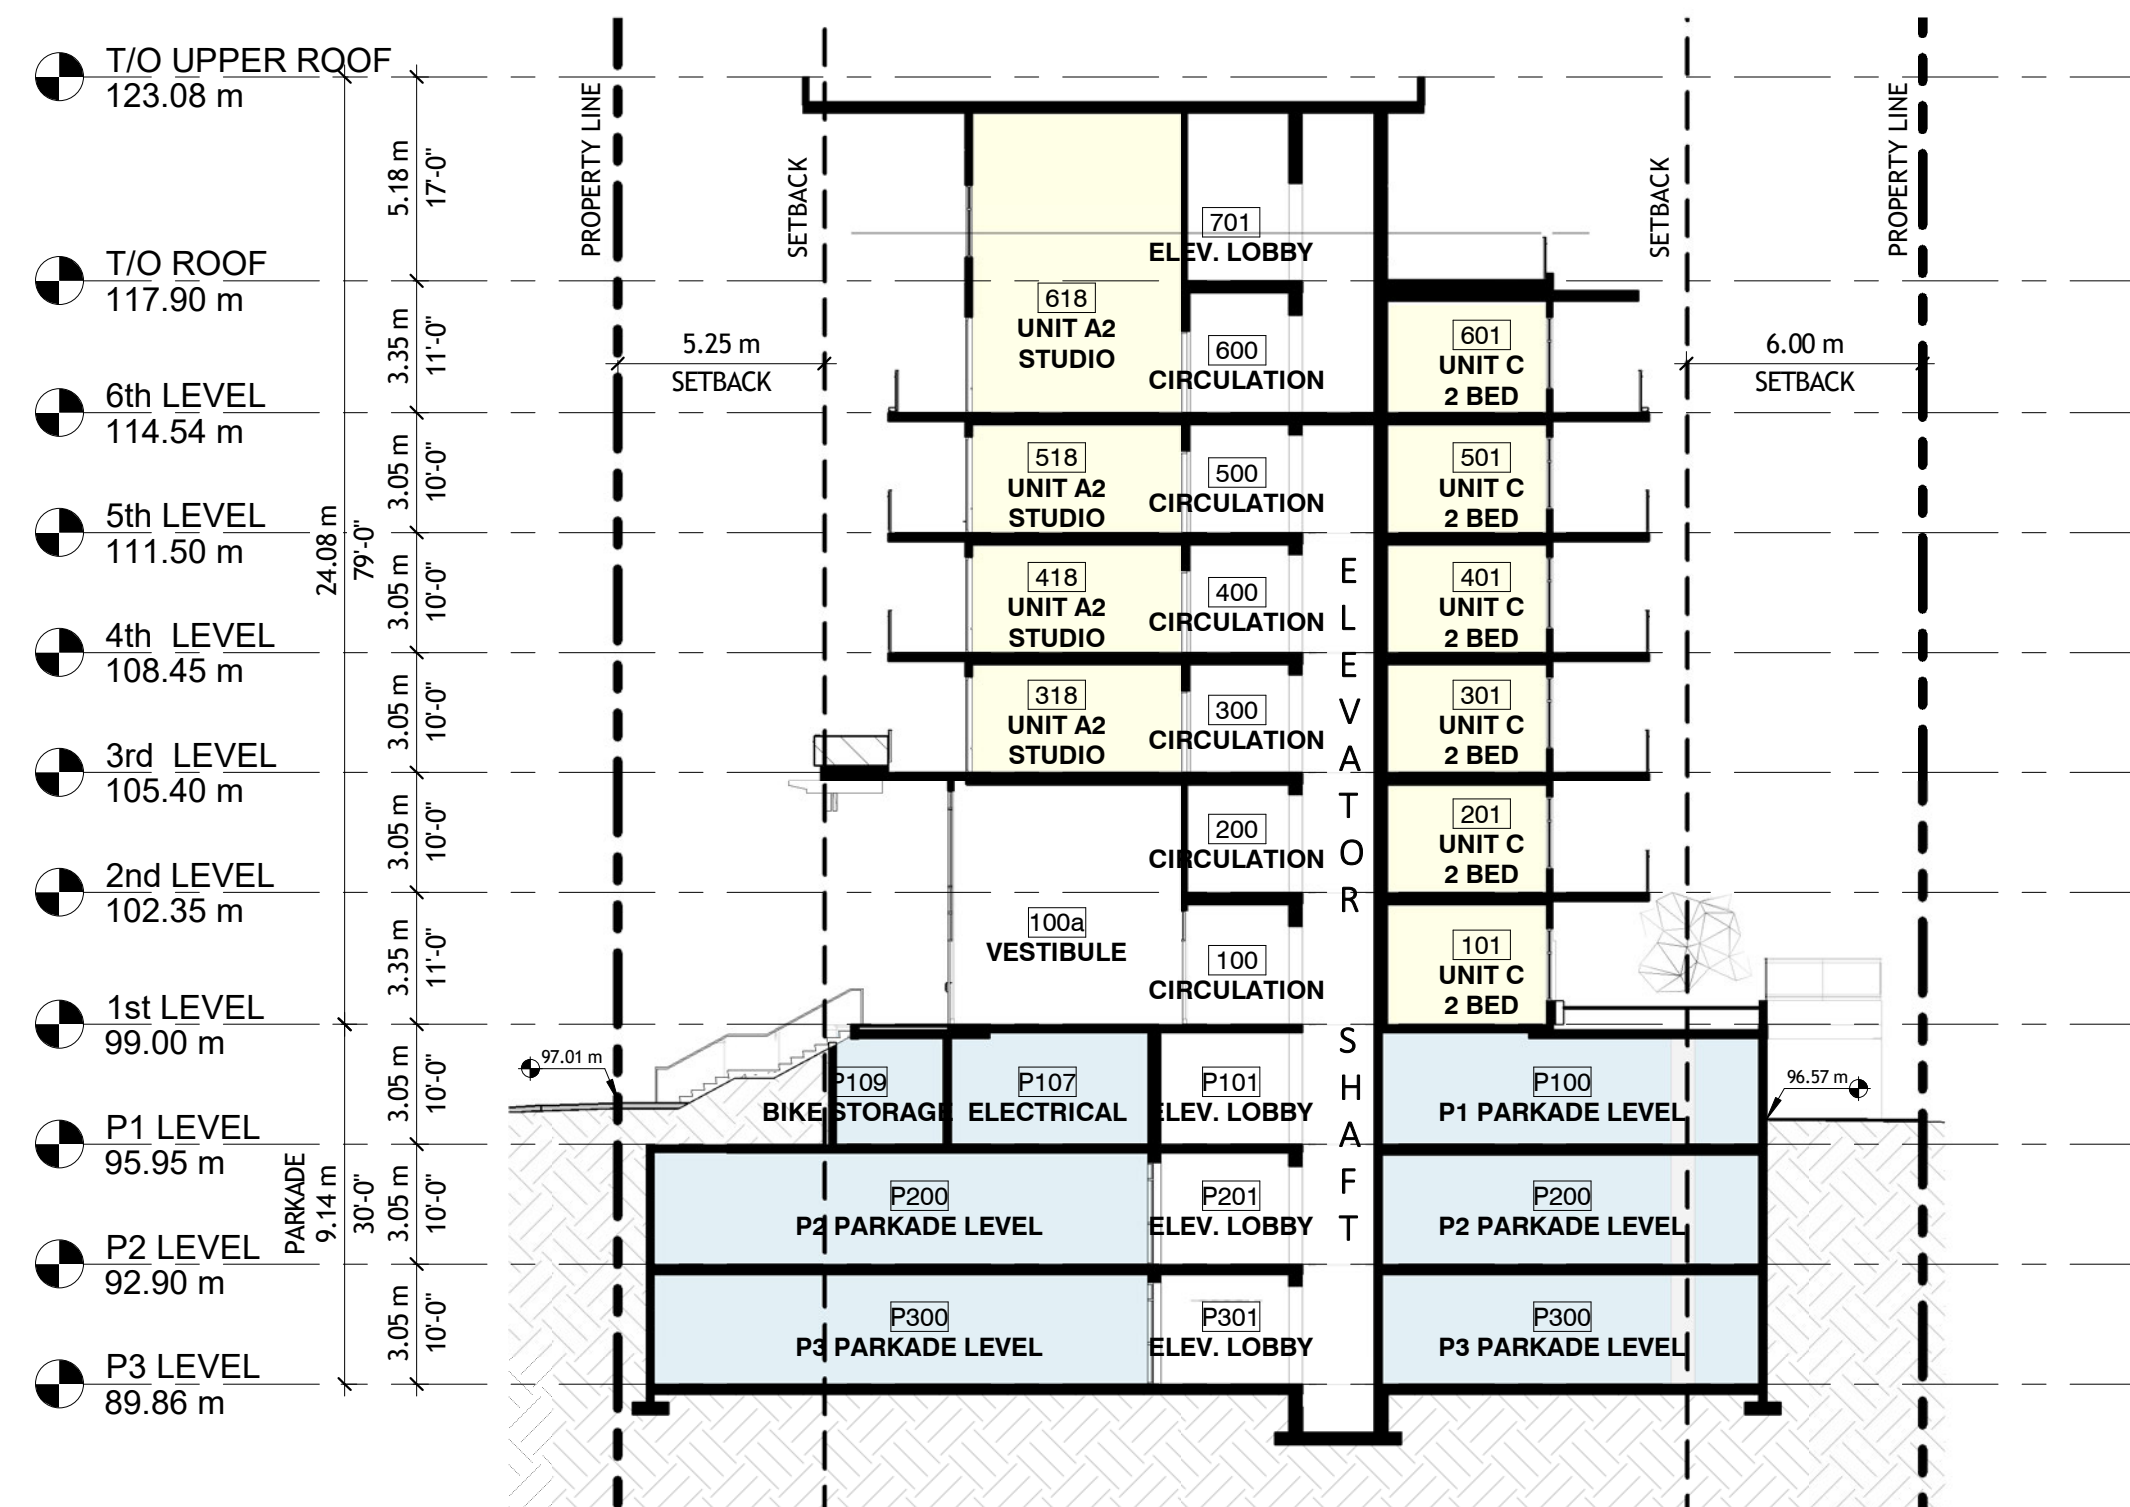 T/O UPPER ROOF
123.08 m
T/O ROOF
117.90 m
6th LEVEL
114.54 m
5th LEVEL
111.50 m
4th LEVEL
108.45 m
3rd LEVEL
105.40 m
2nd LEVEL
102.35 m
1st LEVEL
99.00 m
P1 LEVEL
95.95 m
P2 LEVEL
92.90 m
P3 LEVEL
89.86 m
24.08 m
79'-0"
PARKADE
9.14 m
30'-0"
5.18 m
17'-0"
3.35 m
11'-0"
3.05 m
10'-0"
3.05 m
10'-0"
3.05 m
10'-0"
3.05 m
10'-0"
3.35 m
11'-0"
3.05 m
10'-0"
3.05 m
10'-0"
3.05 m
10'-0"
PROPERTY LINE
SETBACK
SETBACK
PROPERTY LINE
5.25 m
SETBACK
6.00 m
SETBACK
701
ELEV. LOBBY
618
UNIT A2
STUDIO
600
CIRCULATION
601
UNIT C
2 BED
518
UNIT A2
STUDIO
500
CIRCULATION
501
UNIT C
2 BED
418
UNIT A2
STUDIO
400
CIRCULATION
401
UNIT C
2 BED
318
UNIT A2
STUDIO
300
CIRCULATION
301
UNIT C
2 BED
200
CIRCULATION
201
UNIT C
2 BED
100a
VESTIBULE
100
CIRCULATION
101
UNIT C
2 BED
ELEVATOR SHAFT
97.01 m
96.57 m
P109
BIKE STORAGE
P107
ELECTRICAL
P101
ELEV. LOBBY
P100
P1 PARKADE LEVEL
P200
P2 PARKADE LEVEL
P201
ELEV. LOBBY
P200
P2 PARKADE LEVEL
P300
P3 PARKADE LEVEL
P301
ELEV. LOBBY
P300
P3 PARKADE LEVEL